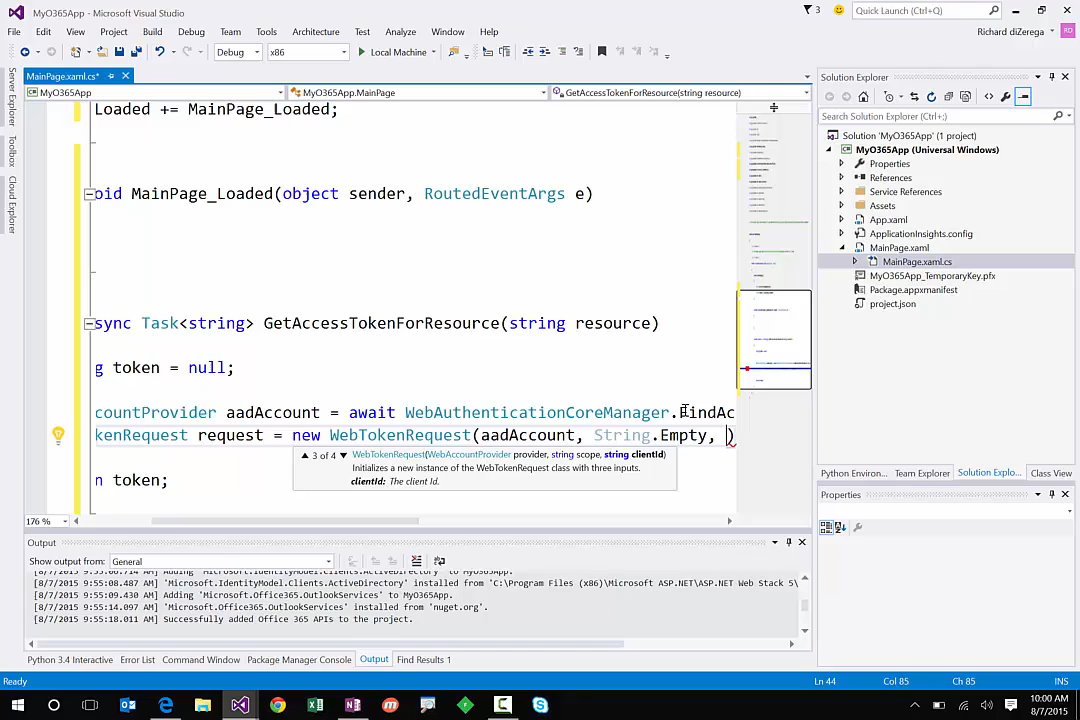 MyO365App - Microsoft Visual Studio
3
Quick Launch (Ctrl+Q)
File Edit View Project Build Debug Team Tools Architecture Test Analyze Window Help
Richard diZerega
RD
Debug x86 Local Machine
Server Explorer
Toolbox
Cloud Explorer
MainPage.xaml.cs*
MyO365App MyO365App.MainPage GetAccessTokenForResource(string resource)
Loaded += MainPage_Loaded;
oid MainPage_Loaded(object sender, RoutedEventArgs e)
sync Task<string> GetAccessTokenForResource(string resource)
g token = null;
countProvider aadAccount = await WebAuthenticationCoreManager.FindAc
kenRequest request = new WebTokenRequest(aadAccount, String.Empty, )
3 of 4 WebTokenRequest(WebAccountProvider provider, string scope, string clientId)
Initializes a new instance of the WebTokenRequest class with three inputs.
clientId: The client Id.
n token;
176 %
Output
Show output from: General
[8/7/2015 9:55:08.487 AM] 'Microsoft.IdentityModel.Clients.ActiveDirectory' installed from 'C:\Program Files (x86)\Microsoft ASP.NET\ASP.NET Web Stack 5\
[8/7/2015 9:55:09.430 AM] Adding 'Microsoft.Office365.OutlookServices' to MyO365App.
[8/7/2015 9:55:14.097 AM] 'Microsoft.Office365.OutlookServices' installed from 'nuget.org'.
[8/7/2015 9:55:18.011 AM] Successfully added Office 365 APIs to the project.
Python 3.4 Interactive Error List Command Window Package Manager Console Output Find Results 1
Solution Explorer
Search Solution Explorer (Ctrl+;)
Solution 'MyO365App' (1 project)
MyO365App (Universal Windows)
Properties
References
Service References
Assets
App.xaml
ApplicationInsights.config
MainPage.xaml
MainPage.xaml.cs
MyO365App_TemporaryKey.pfx
Package.appxmanifest
project.json
Python Environ... Team Explorer Solution Explo... Class View
Properties
Ready Ln 44 Col 85 Ch 85 INS
10:00 AM
8/7/2015